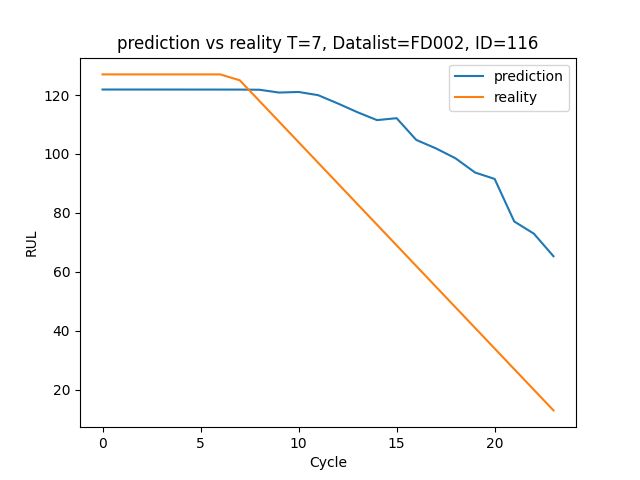 prediction vs reality T=7, Datalist=FD002, ID=116
prediction
reality
RUL
120
100
80
60
40
20
0 5 10 15 20
Cycle